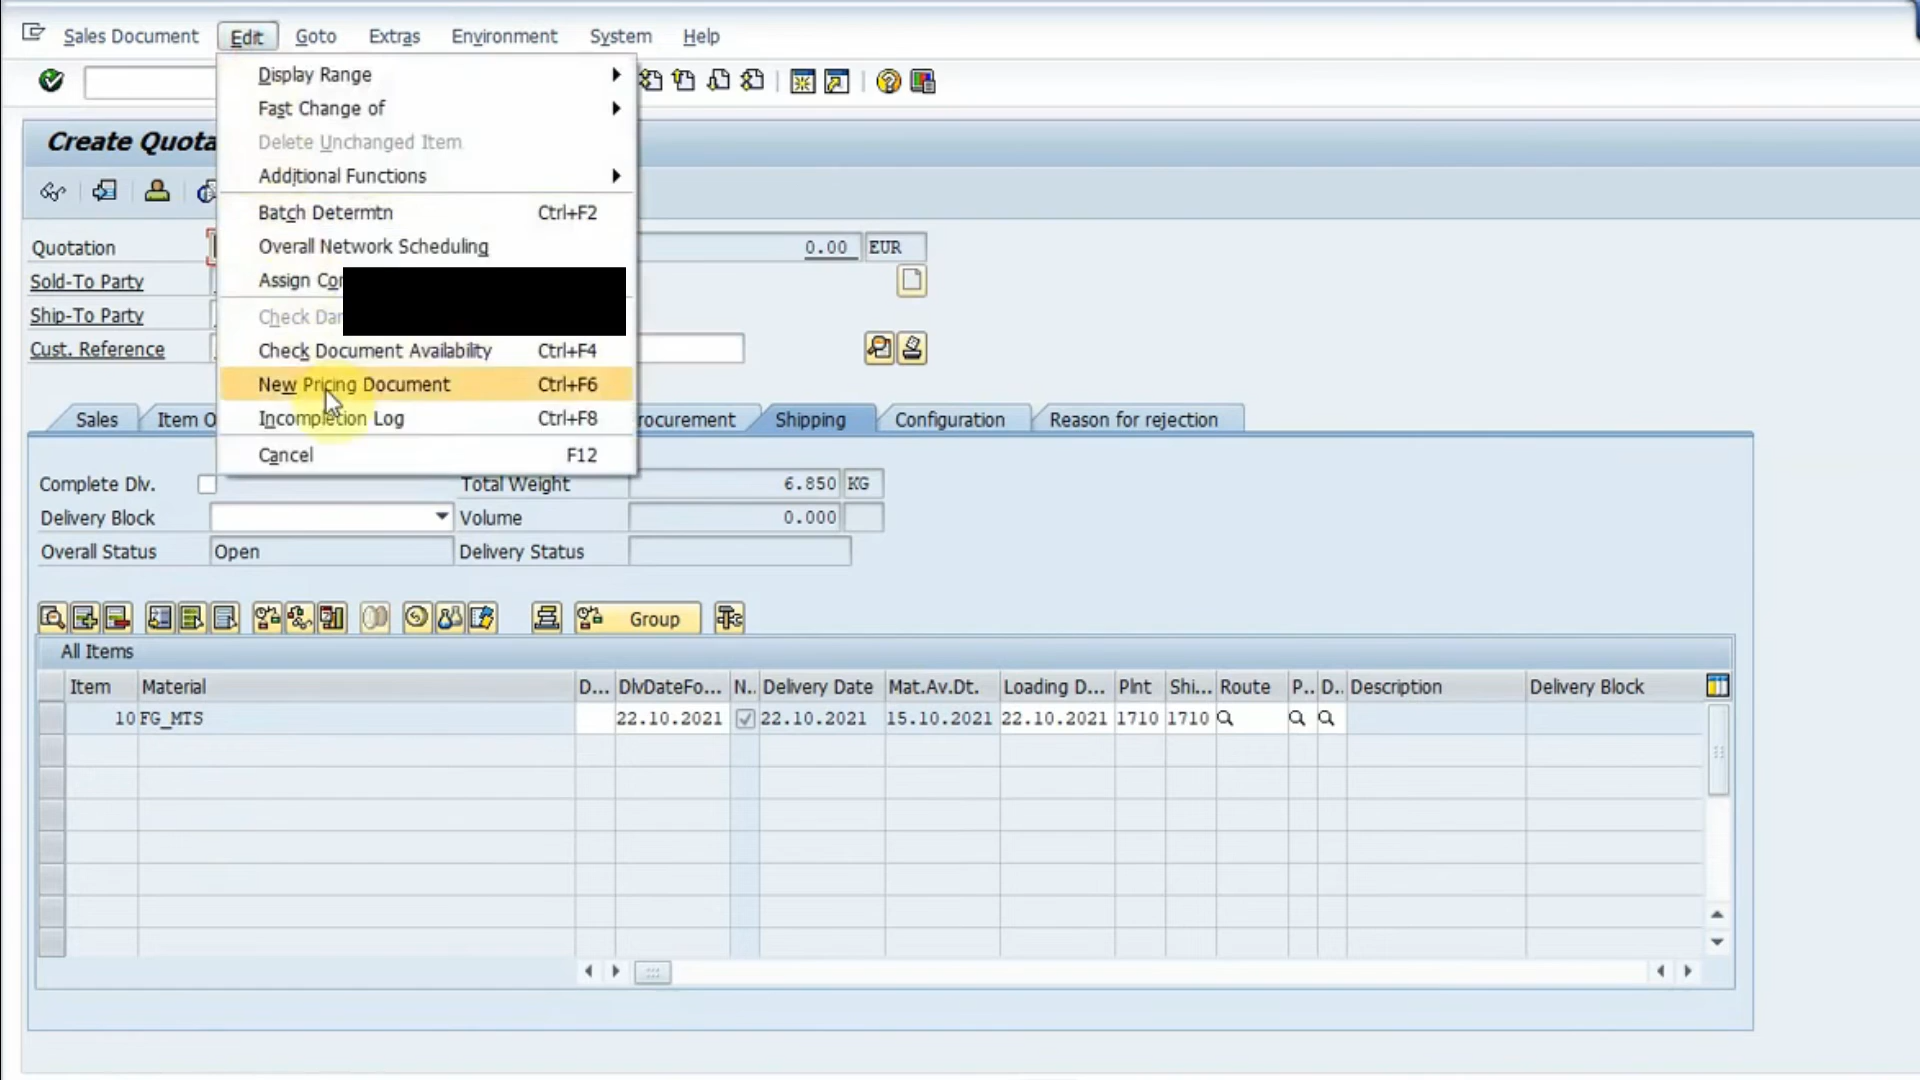 Sales Document Edit Goto Extras Environment System Help
Display Range
Fast Change of
Delete Unchanged Item
Additional Functions
Batch Determtn Ctrl+F2
Overall Network Scheduling
Assign
Check
Check Document Availability Ctrl+F4
New Pricing Document Ctrl+F6
Incompletion Log Ctrl+F8
Cancel F12
Create
Quotation 0.00 EUR
Sold-To Party
Ship-To Party
Cust. Reference
Sales Item Shipping Configuration Reason for rejection
Complete Dlv. Total Weight 6.850 KG
Delivery Block Volume 0.000
Overall Status Open Delivery Status
Group
All Items
Item Material D... DlvDateFo... N.. Delivery Date Mat.Av.Dt. Loading D... Plnt Shi... Route P.. D.. Description Delivery Block
10 FG_MTS 22.10.2021 22.10.2021 15.10.2021 22.10.2021 1710 1710